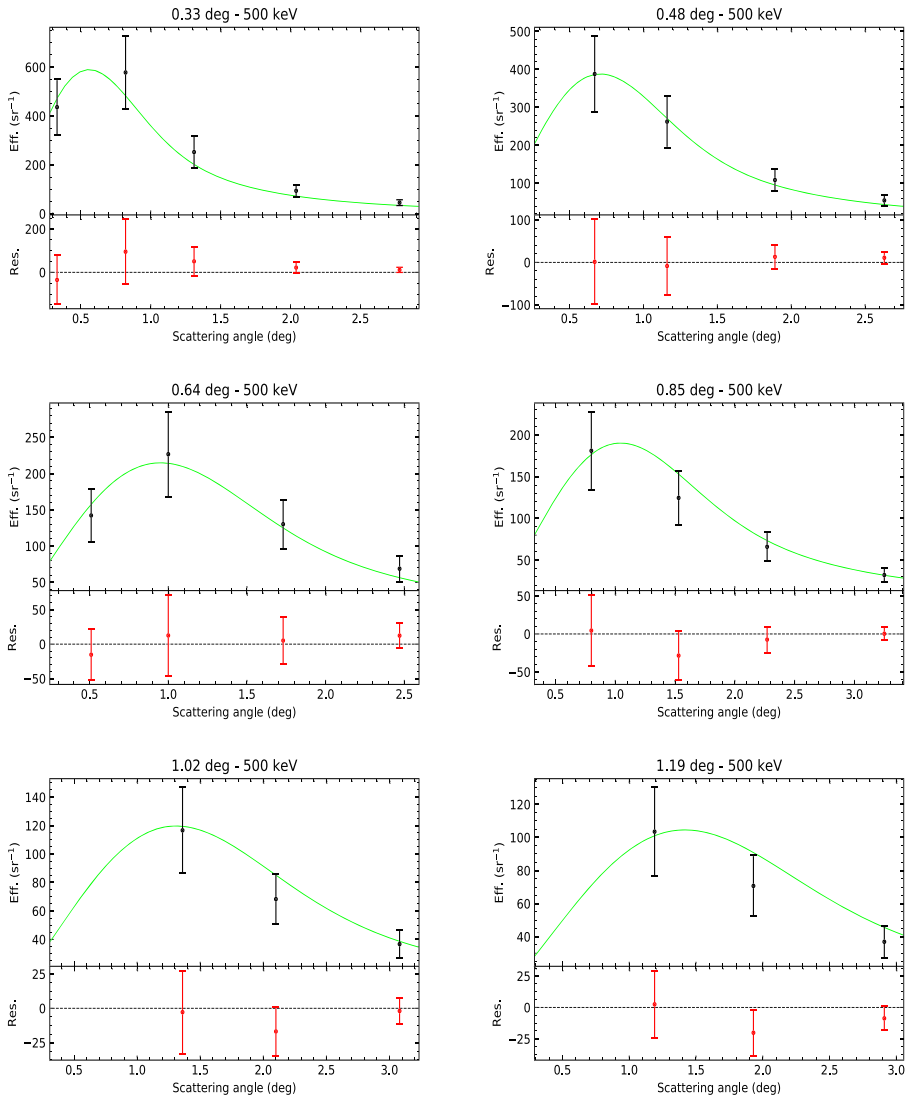 0.33 deg - 500 keV
Eff. (sr⁻¹)
600
400
200
0
Res.
200
0
0.5 1.0 1.5 2.0 2.5
Scattering angle (deg)
0.48 deg - 500 keV
Eff. (sr⁻¹)
500
400
300
200
100
Res.
100
0
−100
0.5 1.0 1.5 2.0 2.5
Scattering angle (deg)
0.64 deg - 500 keV
Eff. (sr⁻¹)
250
200
150
100
50
Res.
50
0
−50
0.5 1.0 1.5 2.0 2.5
Scattering angle (deg)
0.85 deg - 500 keV
Eff. (sr⁻¹)
200
150
100
50
Res.
50
0
−50
0.5 1.0 1.5 2.0 2.5 3.0
Scattering angle (deg)
1.02 deg - 500 keV
Eff. (sr⁻¹)
140
120
100
80
60
40
Res.
25
0
−25
0.5 1.0 1.5 2.0 2.5 3.0
Scattering angle (deg)
1.19 deg - 500 keV
Eff. (sr⁻¹)
120
100
80
60
40
Res.
25
0
−25
0.5 1.0 1.5 2.0 2.5 3.0
Scattering angle (deg)